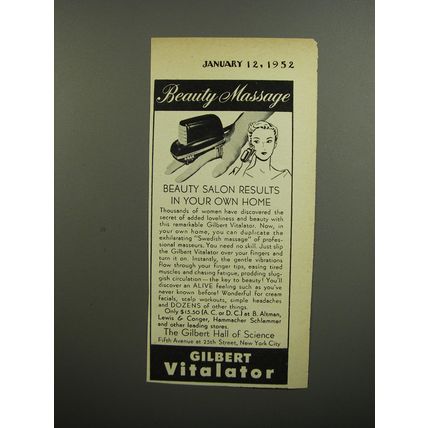 JANUARY 12, 1952
Beauty Massage
BEAUTY SALON RESULTS
IN YOUR OWN HOME
Thousands of women have discovered the
secret of added loveliness and beauty with
this remarkable Gilbert Vitalator. Now, in
your own home, you can duplicate the
exhilarating "Swedish massage" of profes-
sional masseurs. You need no skill. Just slip
the Gilbert Vitalator over your fingers and
turn it on. Instantly, the gentle vibrations
flow through your finger tips, easing tired
muscles and chasing fatigue, prodding slug-
gish circulation—the key to beauty! You'll
discover an ALIVE feeling such as you've
never known before! Wonderful for cream
facials, scalp workouts, simple headaches
and DOZENS of other things.
Only $15.50 (A.C. or D.C.) at B. Altman,
Lewis & Conger, Hammacher Schlemmer
and other leading stores.
The Gilbert Hall of Science
Fifth Avenue at 25th Street, New York City
GILBERT
Vitalator